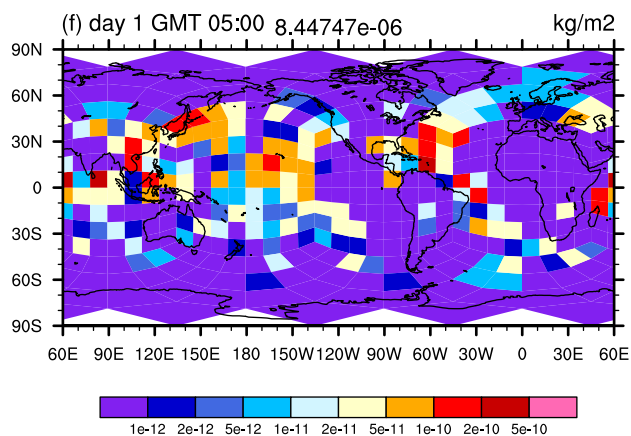 (f) day 1 GMT 05:00 8.44747e-06 kg/m2
90N
60N
30N
0
30S
60S
90S
60E 90E 120E 150E 180E 150W 120W 90W 60W 30W 0 30E 60E
1e-12 2e-12 5e-12 1e-11 2e-11 5e-11 1e-10 2e-10 5e-10